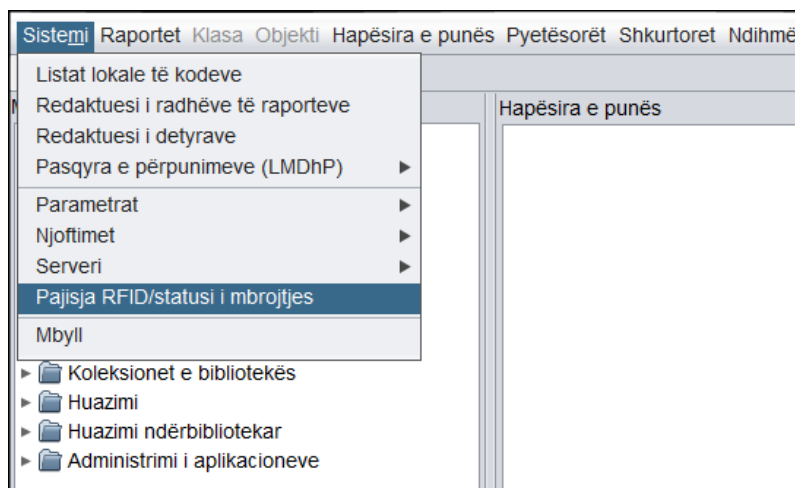 Sistemi Raportet Klasa Objekti Hapësira e punës Pyetësorët Shkurtoret Ndihmë
Listat lokale të kodeve
Redaktuesi i radhëve të raporteve
Redaktuesi i detyrave
Pasqyra e përpunimeve (LMDhP)
Parametrat
Njoftimet
Serveri
Pajisja RFID/statusi i mbrojtjes
Mbyll
Hapësira e punës
Koleksionet e bibliotekës
Huazimi
Huazimi ndërbibliotekar
Administrimi i aplikacioneve